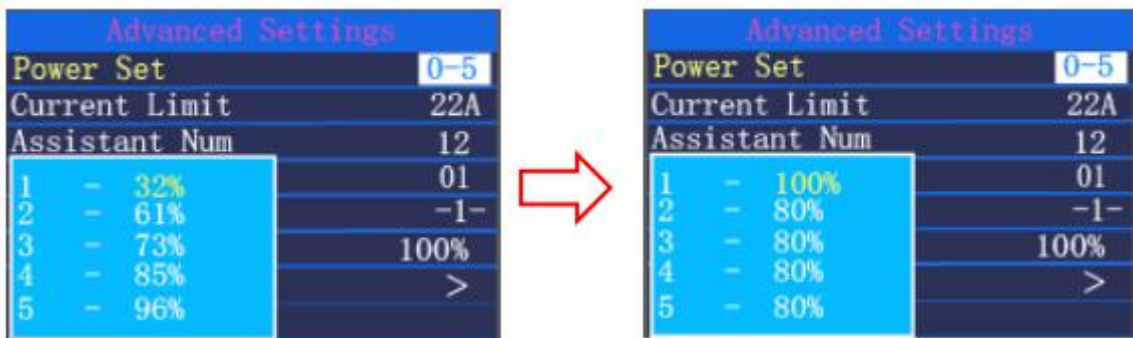 Advanced Settings
Power Set 0-5
Current Limit 22A
Assistant Num 12
01
-1-
100%
>
1 - 32%
2 - 61%
3 - 73%
4 - 85%
5 - 96%
Advanced Settings
Power Set 0-5
Current Limit 22A
Assistant Num 12
01
-1-
100%
>
1 - 100%
2 - 80%
3 - 80%
4 - 80%
5 - 80%